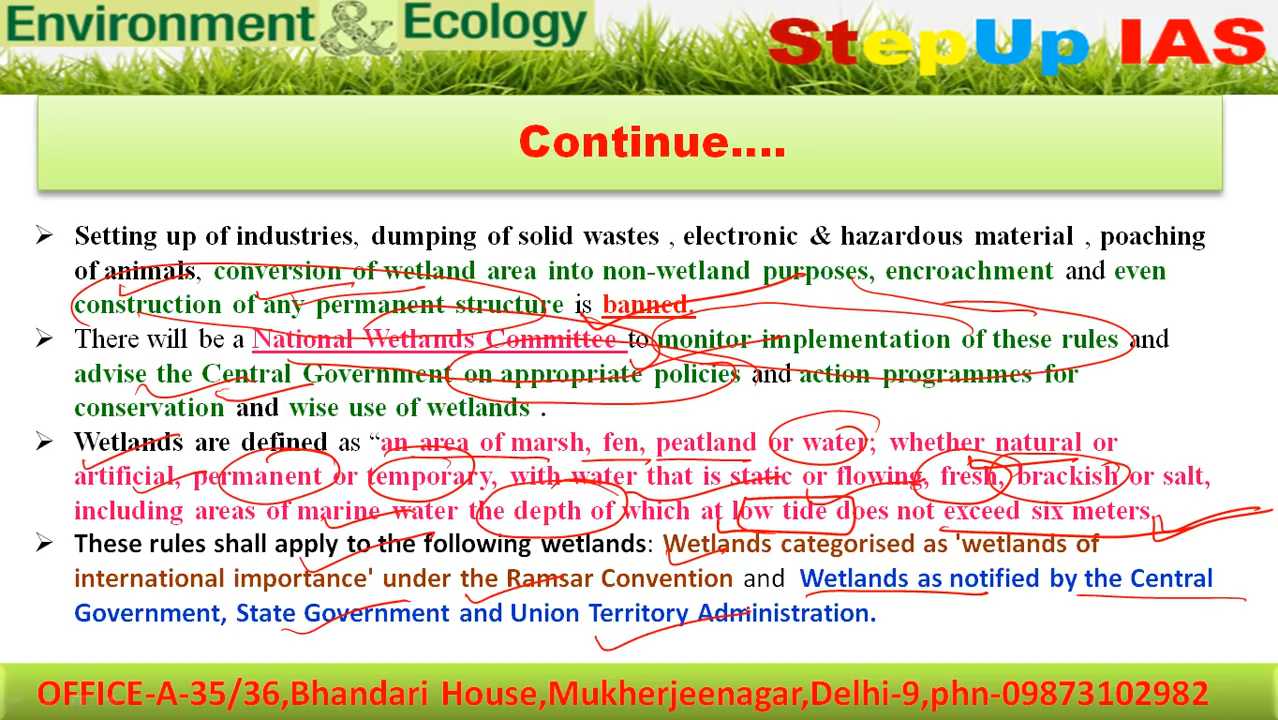 Environment & Ecology
StepUp IAS
Continue....
Setting up of industries, dumping of solid wastes , electronic & hazardous material , poaching
of animals, conversion of wetland area into non-wetland purposes, encroachment and even
construction of any permanent structure is banned.
There will be a National Wetlands Committee to monitor implementation of these rules and
advise the Central Government on appropriate policies and action programmes for
conservation and wise use of wetlands .
Wetlands are defined as “an area of marsh, fen, peatland or water; whether natural or
artificial, permanent or temporary, with water that is static or flowing, fresh, brackish or salt,
including areas of marine water the depth of which at low tide does not exceed six meters.
These rules shall apply to the following wetlands: Wetlands categorised as 'wetlands of
international importance' under the Ramsar Convention and Wetlands as notified by the Central
Government, State Government and Union Territory Administration.
OFFICE-A-35/36,Bhandari House,Mukherjeenagar,Delhi-9,phn-09873102982